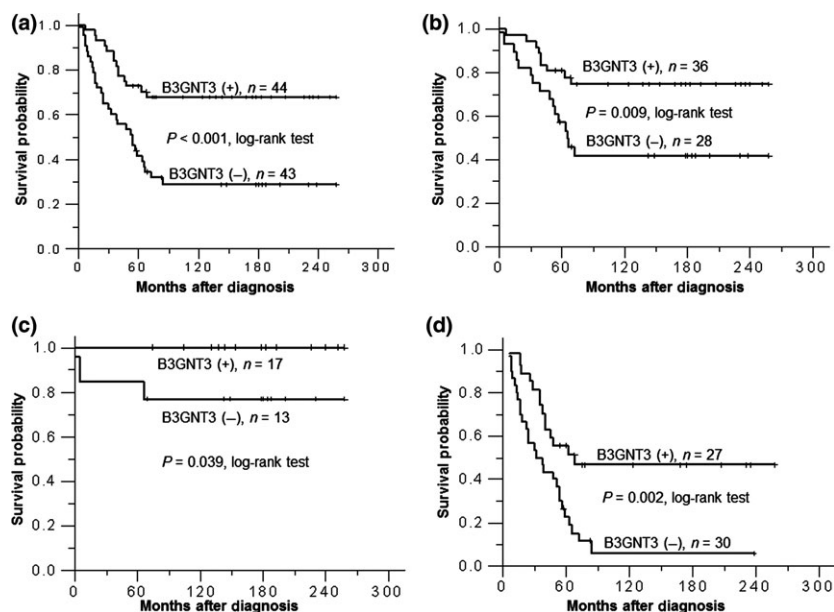 (a)
1.0
0.8
0.6
0.4
0.2
0.0
Survival probability
B3GNT3 (+), n = 44
P < 0.001, log-rank test
B3GNT3 (–), n = 43
0 60 120 180 240 300
Months after diagnosis
(b)
1.0
0.8
0.6
0.4
0.2
0.0
Survival probability
B3GNT3 (+), n = 36
P = 0.009, log-rank test
B3GNT3 (–), n = 28
0 60 120 180 240 300
Months after diagnosis
(c)
1.0
0.8
0.6
0.4
0.2
0.0
Survival probability
B3GNT3 (+), n = 17
B3GNT3 (–), n = 13
P = 0.039, log-rank test
0 60 120 180 240 300
Months after diagnosis
(d)
1.0
0.8
0.6
0.4
0.2
0.0
Survival probability
B3GNT3 (+), n = 27
P = 0.002, log-rank test
B3GNT3 (–), n = 30
0 60 120 180 240 300
Months after diagnosis